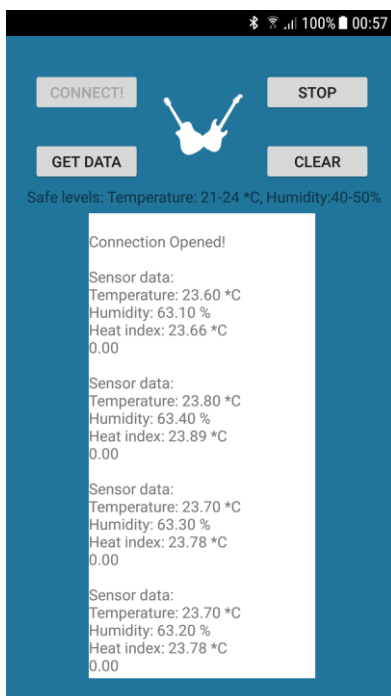 100% 00:57
CONNECT! STOP
GET DATA CLEAR
Safe levels: Temperature: 21-24 *C, Humidity:40-50%
Connection Opened!
Sensor data:
Temperature: 23.60 *C
Humidity: 63.10 %
Heat index: 23.66 *C
0.00
Sensor data:
Temperature: 23.80 *C
Humidity: 63.40 %
Heat index: 23.89 *C
0.00
Sensor data:
Temperature: 23.70 *C
Humidity: 63.30 %
Heat index: 23.78 *C
0.00
Sensor data:
Temperature: 23.70 *C
Humidity: 63.20 %
Heat index: 23.78 *C
0.00